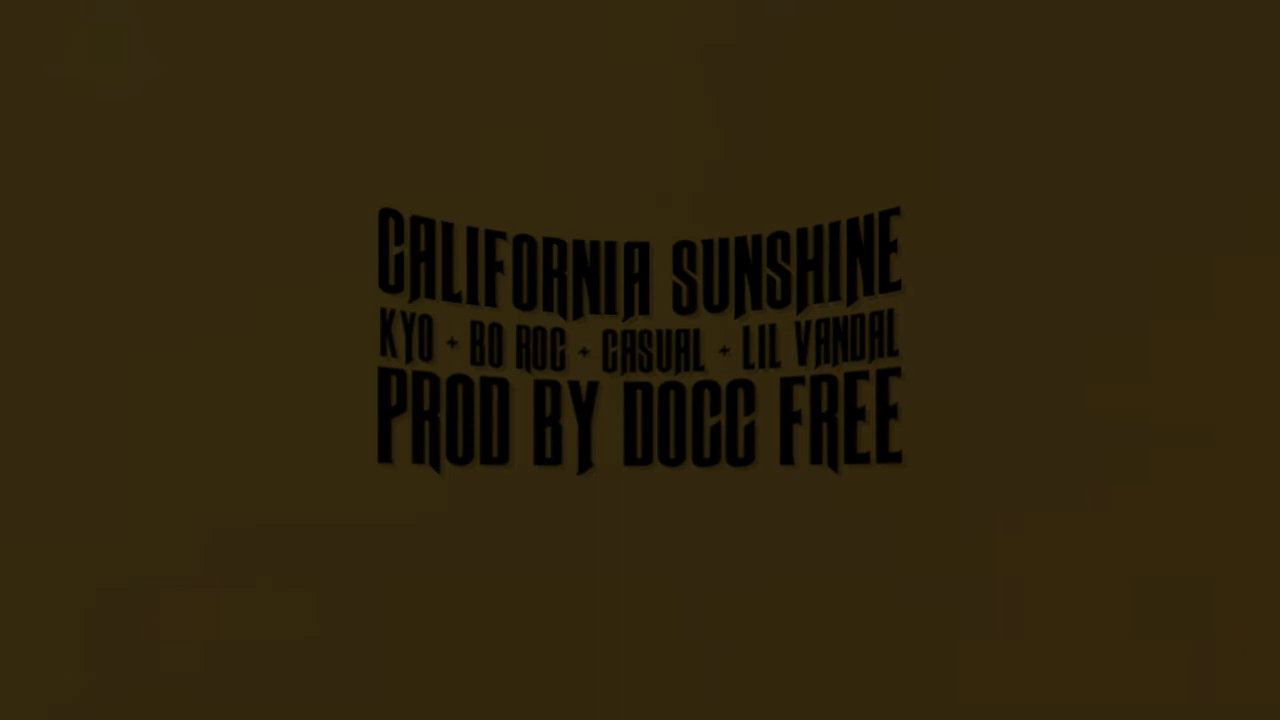 CALIFORNIA SUNSHINE
KYO + BO ROC + CASUAL + LIL VANDAL
PROD BY DOCC FREE